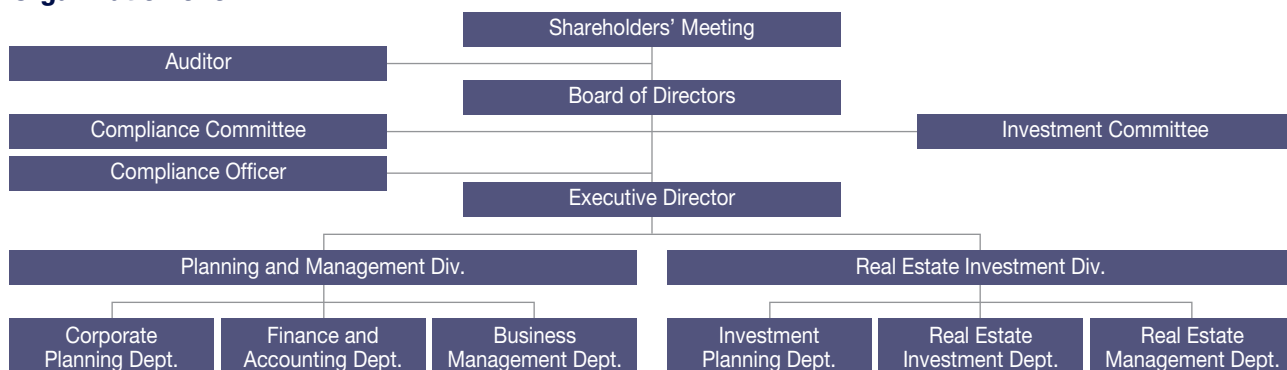 Shareholders' Meeting
Auditor
Board of Directors
Compliance Committee
Investment Committee
Compliance Officer
Executive Director
Planning and Management Div.
Real Estate Investment Div.
Corporate
Planning Dept.
Finance and
Accounting Dept.
Business
Management Dept.
Investment
Planning Dept.
Real Estate
Investment Dept.
Real Estate
Management Dept.